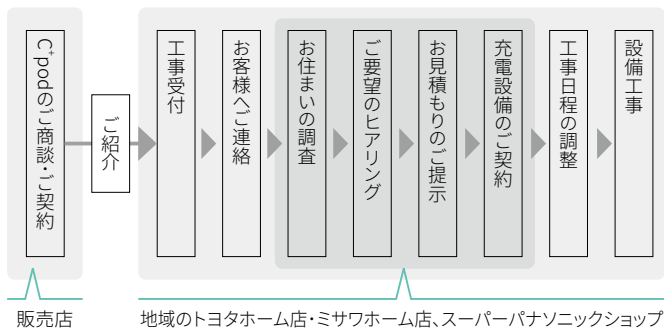 C⁺podのご商談・ご契約
ご紹介
工事受付
お客様へご連絡
お住まいの調査
ご要望のヒアリング
お見積もりのご提示
充電設備のご契約
工事日程の調整
設備工事
販売店
地域のトヨタホーム店・ミサワホーム店、スーパーパナソニックショップ